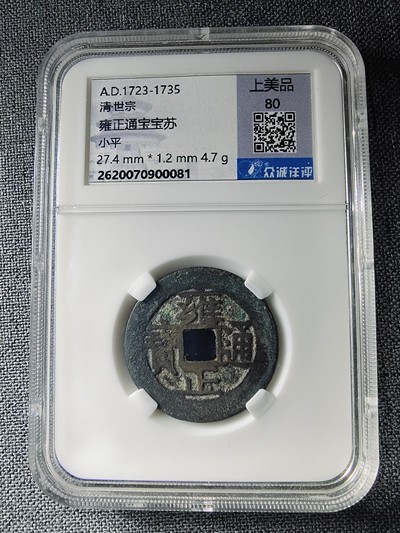 A.D.1723-1735
清世宗
雍正通宝宝苏
小平
27.4 mm * 1.2 mm 4.7 g
2620070900081
上美品
80
众诚评评
雍正通寶